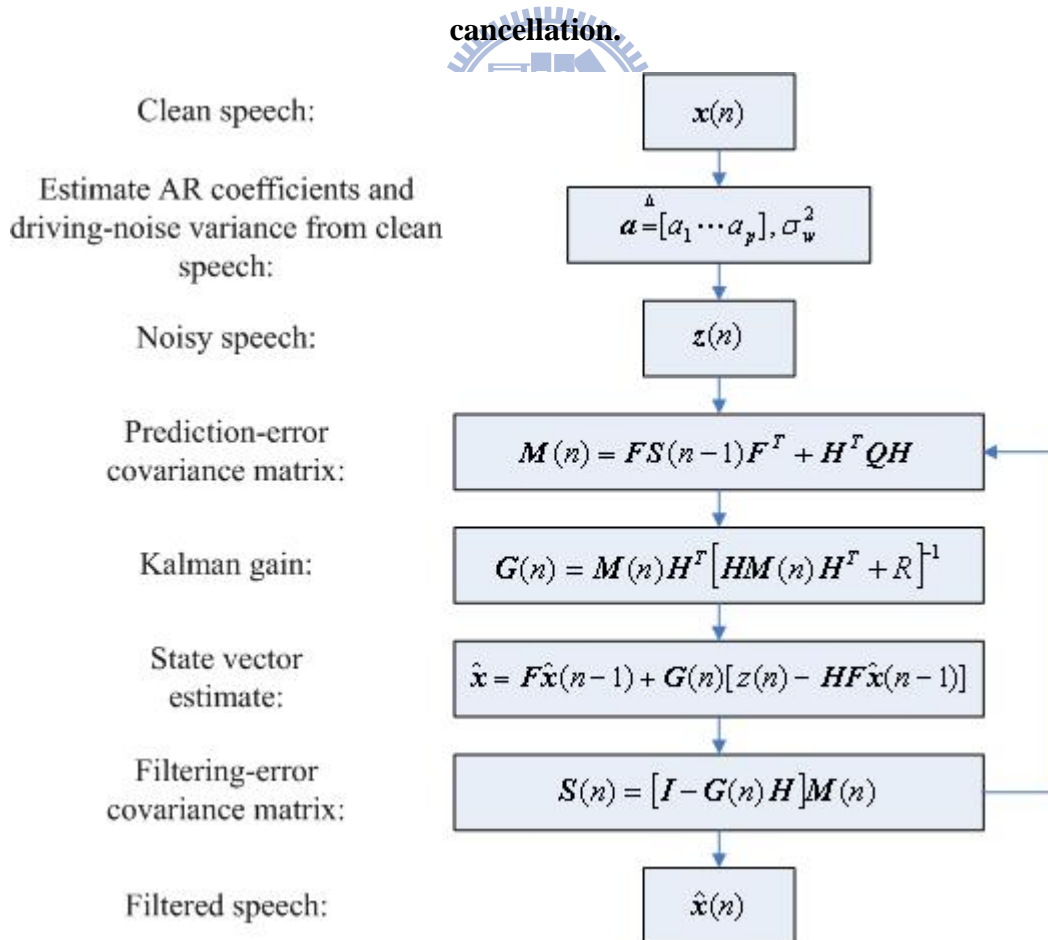 cancellation.
Clean speech:
x(n)
Estimate AR coefficients and
driving-noise variance from clean
speech:
a ≜ [a₁ ⋯ aₚ], σ_w²
Noisy speech:
z(n)
Prediction-error
covariance matrix:
M(n) = FS(n−1)Fᵀ + HᵀQH
Kalman gain:
G(n) = M(n)Hᵀ[HM(n)Hᵀ + R]⁻¹
State vector
estimate:
x̂ = Fx̂(n−1) + G(n)[z(n) − HFx̂(n−1)]
Filtering-error
covariance matrix:
S(n) = [I − G(n)H]M(n)
Filtered speech:
x̂(n)